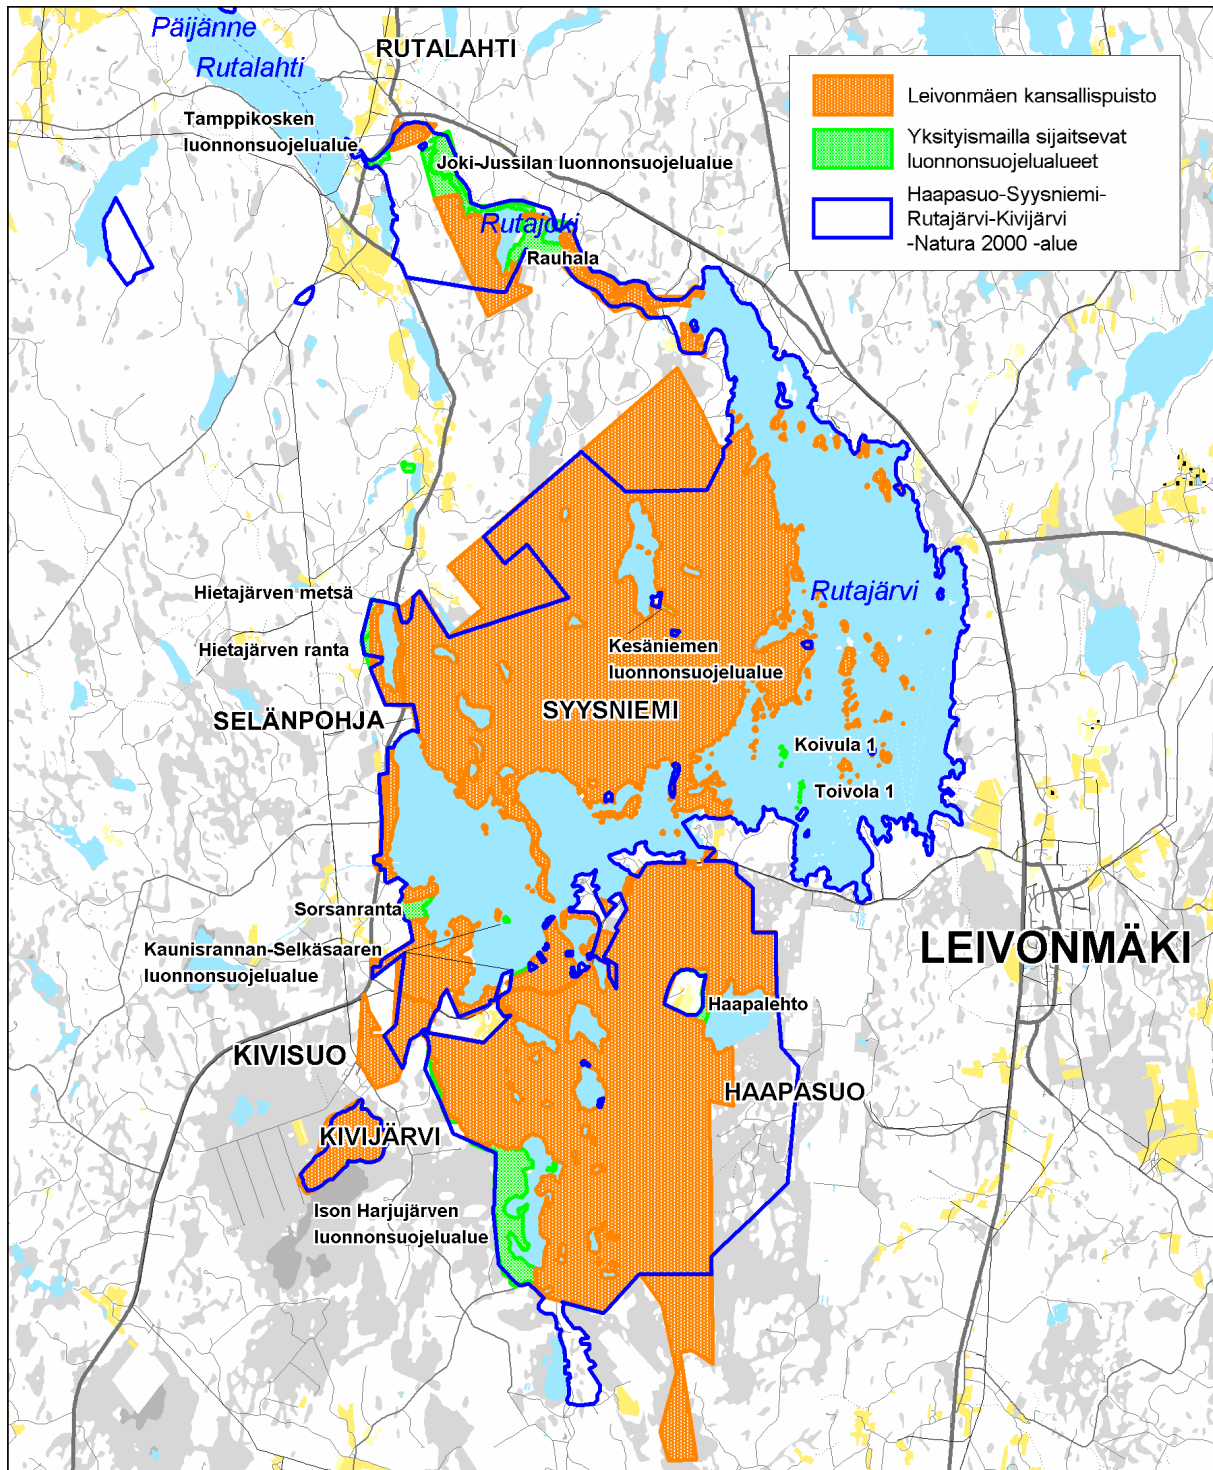 Päijänne
Rutalahti
RUTALAHTI
Leivonmäen kansallispuisto
Yksityismailla sijaitsevat
luonnonsuojelualueet
Haapasuo-Syysniemi-
Rutajärvi-Kivijärvi
-Natura 2000 -alue
Tamppikosken
luonnonsuojelualue
Joki-Jussilan luonnonsuojelualue
Rutajoki
Rauhala
Hietajärven metsä
Rutajärvi
Hietajärven ranta
Kesäniemen
luonnonsuojelualue
SELÄNPOHJA
SYYSNIEMI
Koivula 1
Toivola 1
Sorsanranta
Kaunisrannan-Selkäsaaren
luonnonsuojelualue
LEIVONMÄKI
Haapalehto
KIVISUO
HAAPASUO
KIVIJÄRVI
Ison Harjujärven
luonnonsuojelualue